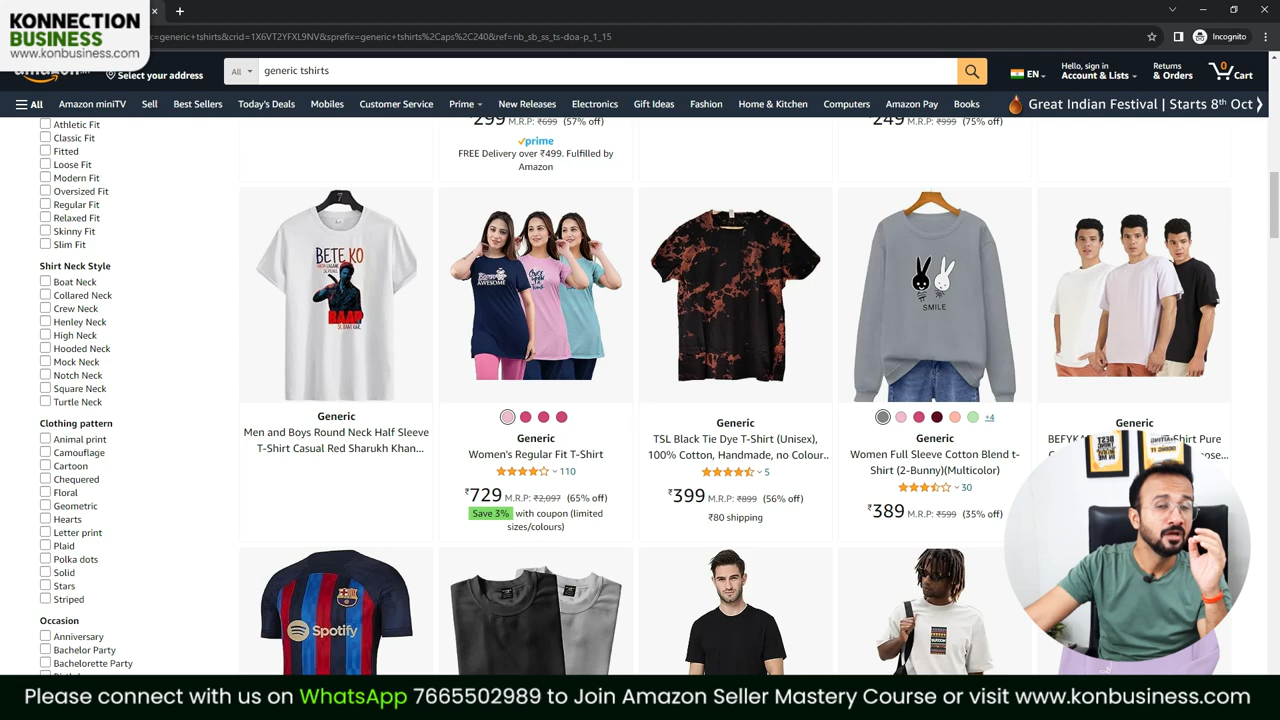 KONNECTION
BUSINESS
www.konbusiness.com
c=generic+tshirts&crid=1X6VT2YFXL9NV&sprefix=generic+tshirts%2Caps%2C240&ref=nb_sb_ss_ts-doa-p_1_15
Incognito
Select your address
All
generic tshirts
EN
Hello, sign in
Account & Lists
Returns
& Orders
0
Cart
All
Amazon miniTV
Sell
Best Sellers
Today's Deals
Mobiles
Customer Service
Prime
New Releases
Electronics
Gift Ideas
Fashion
Home & Kitchen
Computers
Amazon Pay
Books
Great Indian Festival | Starts 8th Oct
Athletic Fit
Classic Fit
Fitted
Loose Fit
Modern Fit
Oversized Fit
Regular Fit
Relaxed Fit
Skinny Fit
Slim Fit
Shirt Neck Style
Boat Neck
Collared Neck
Crew Neck
Henley Neck
High Neck
Hooded Neck
Mock Neck
Notch Neck
Square Neck
Turtle Neck
Clothing pattern
Animal print
Camouflage
Cartoon
Chequered
Floral
Geometric
Hearts
Letter print
Plaid
Polka dots
Solid
Stars
Striped
Occasion
Anniversary
Bachelor Party
Bachelorette Party
299 M.R.P: ₹699 (57% off)
prime
FREE Delivery over ₹499. Fulfilled by
Amazon
249 M.R.P: ₹999 (75% off)
BETE KO
BAAP
SE BAAT KAR.
Generic
Men and Boys Round Neck Half Sleeve
T-Shirt Casual Red Sharukh Khan...
AWESOME
Generic
Women's Regular Fit T-Shirt
110
₹729 M.R.P: ₹2,097 (65% off)
Save 3% with coupon (limited
sizes/colours)
Generic
TSL Black Tie Dye T-Shirt (Unisex),
100% Cotton, Handmade, no Colour...
5
₹399 M.R.P: ₹899 (56% off)
₹80 shipping
SMILE
+4
Generic
Women Full Sleeve Cotton Blend t-
Shirt (2-Bunny)(Multicolor)
30
₹389 M.R.P: ₹599 (35% off)
Generic
Shirt Pure
Spotify
Please connect with us on WhatsApp 7665502989 to Join Amazon Seller Mastery Course or visit www.konbusiness.com